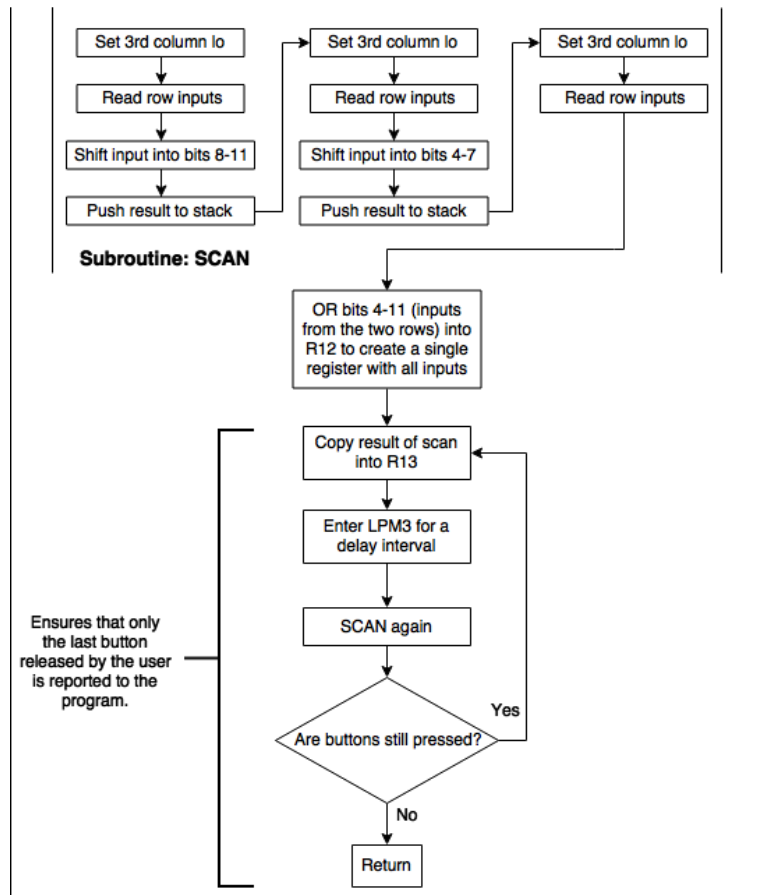 Set 3rd column lo
Read row inputs
Shift input into bits 8-11
Push result to stack
Set 3rd column lo
Read row inputs
Shift input into bits 4-7
Push result to stack
Set 3rd column lo
Read row inputs
Subroutine: SCAN
OR bits 4-11 (inputs
from the two rows) into
R12 to create a single
register with all inputs
Copy result of scan
into R13
Enter LPM3 for a
delay interval
SCAN again
Are buttons still pressed?
Yes
No
Return
Ensures that only
the last button
released by the user
is reported to the
program.